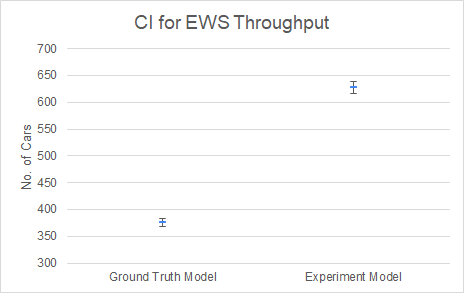 CI for EWS Throughput
700
650
600
550
500
450
400
350
300
No. of Cars
Ground Truth Model
Experiment Model